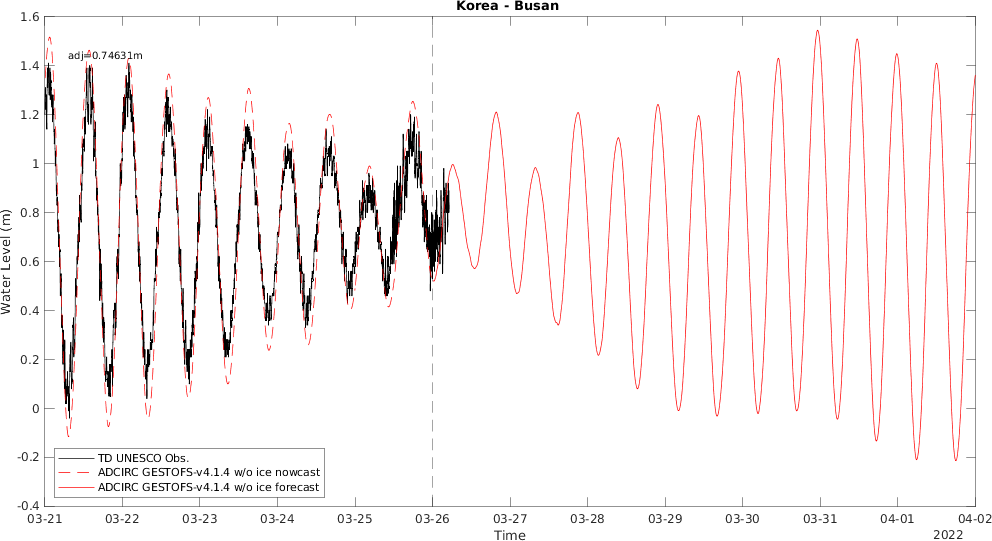 Korea - Busan
adj=0.74631m
Water Level (m)
1.6
1.4
1.2
1
0.8
0.6
0.4
0.2
0
-0.2
-0.4
TD UNESCO Obs.
ADCIRC GESTOFS-v4.1.4 w/o ice nowcast
ADCIRC GESTOFS-v4.1.4 w/o ice forecast
03-21 03-22 03-23 03-24 03-25 03-26 03-27 03-28 03-29 03-30 03-31 04-01 04-02
Time
2022